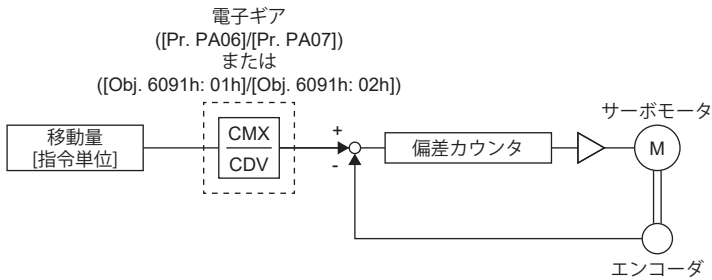 電子ギア
([Pr. PA06]/[Pr. PA07])
または
([Obj. 6091h: 01h]/[Obj. 6091h: 02h])
移動量
[指令単位]
CMX
CDV
+
-
偏差カウンタ
サーボモータ
M
エンコーダ